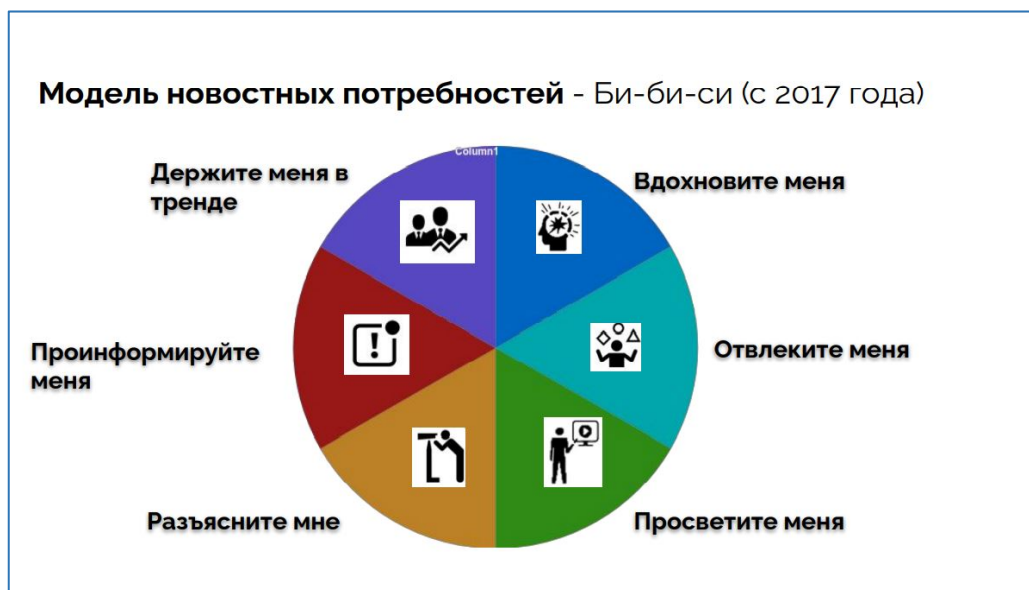 Модель новостных потребностей - Би-би-си (с 2017 года)
Column1
Держите меня в
тренде
Вдохновите меня
Проинформируйте
меня
Отвлеките меня
Разъясните мне
Просветите меня